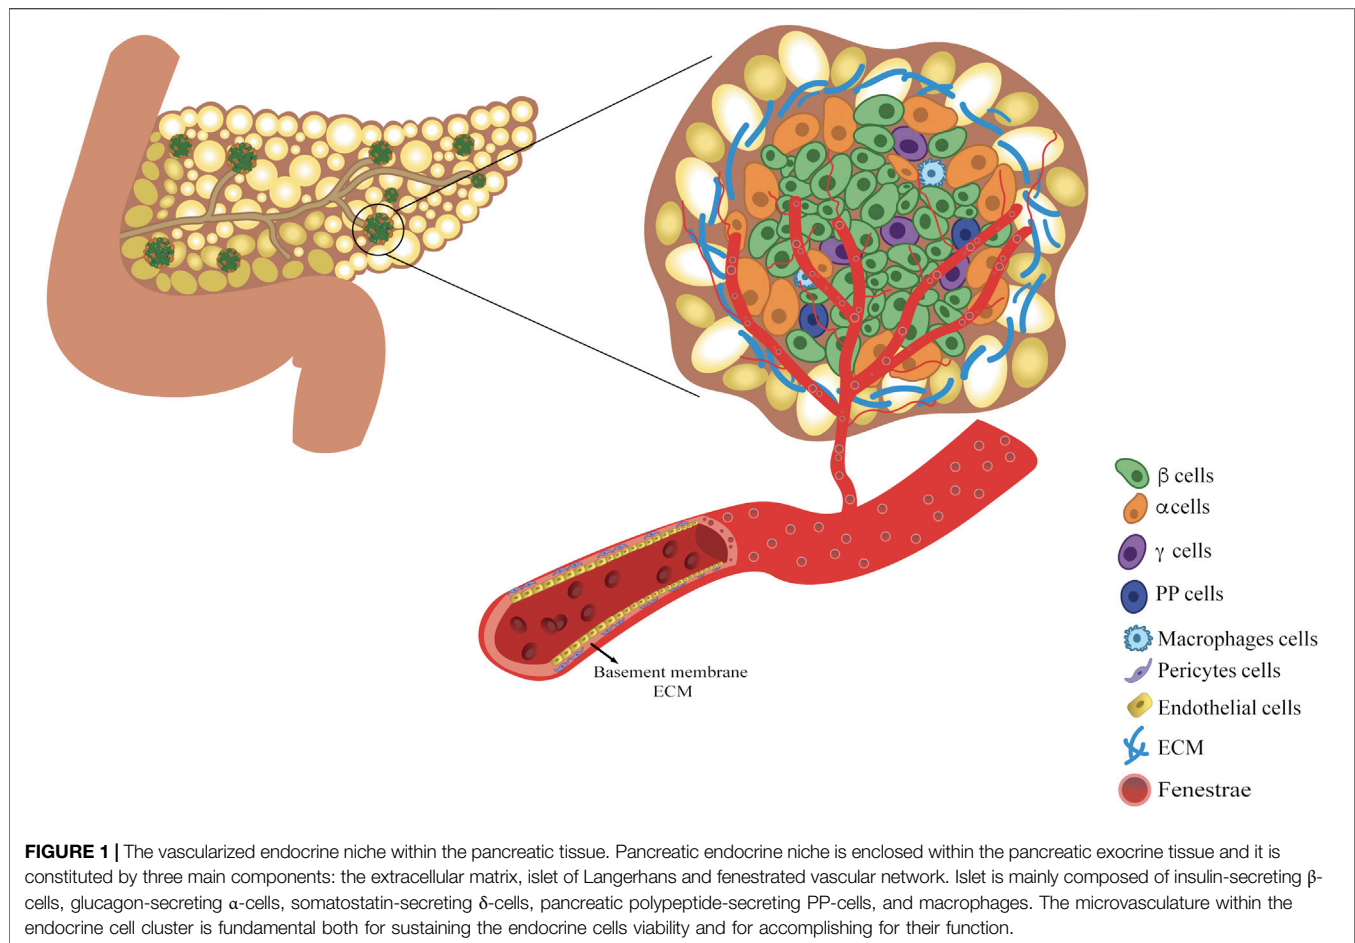 β cells
α cells
γ cells
PP cells
Macrophages cells
Pericytes cells
Endothelial cells
ECM
Fenestrae
Basement membrane
ECM
FIGURE 1 | The vascularized endocrine niche within the pancreatic tissue. Pancreatic endocrine niche is enclosed within the pancreatic exocrine tissue and it is
constituted by three main components: the extracellular matrix, islet of Langerhans and fenestrated vascular network. Islet is mainly composed of insulin-secreting β-
cells, glucagon-secreting α-cells, somatostatin-secreting δ-cells, pancreatic polypeptide-secreting PP-cells, and macrophages. The microvasculature within the
endocrine cell cluster is fundamental both for sustaining the endocrine cells viability and for accomplishing for their function.